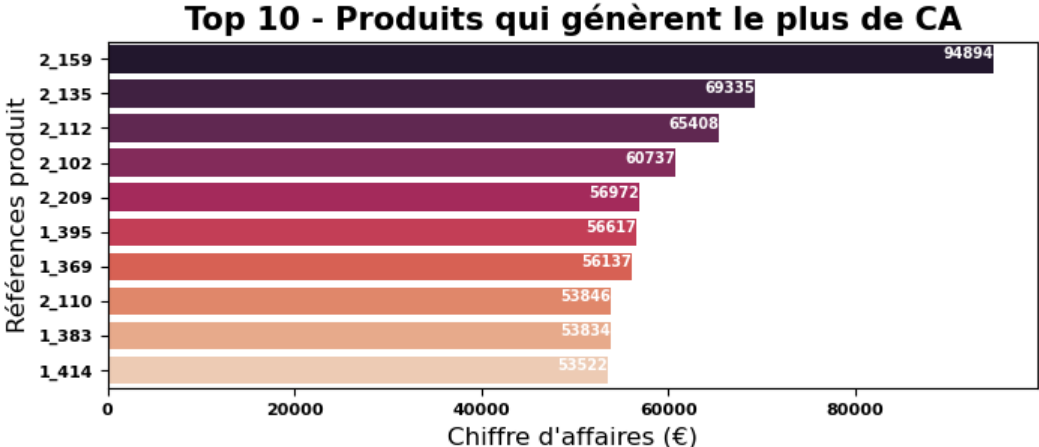 Top 10 - Produits qui génèrent le plus de CA
Références produit
2_159 94894
2_135 69335
2_112 65408
2_102 60737
2_209 56972
1_395 56617
1_369 56137
2_110 53846
1_383 53834
1_414 53522
0 20000 40000 60000 80000
Chiffre d'affaires (€)